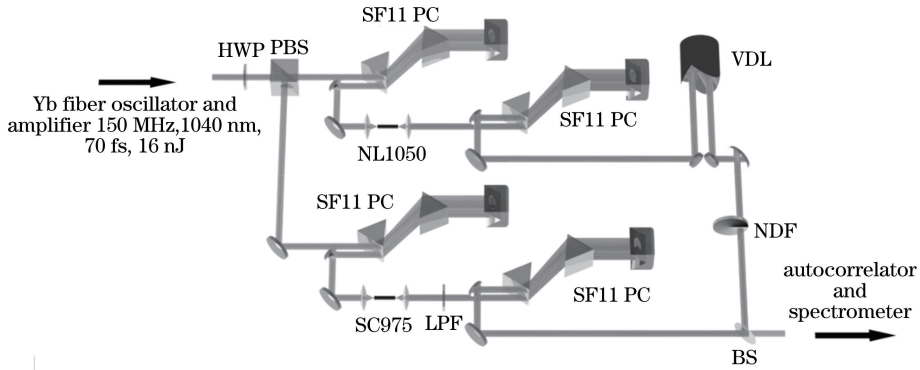 SF11 PC
HWP PBS
VDL
Yb fiber oscillator and
amplifier 150 MHz,1040 nm,
70 fs, 16 nJ
SF11 PC
NL1050
SF11 PC
NDF
autocorrelator
and
spectrometer
SF11 PC
SC975 LPF
BS